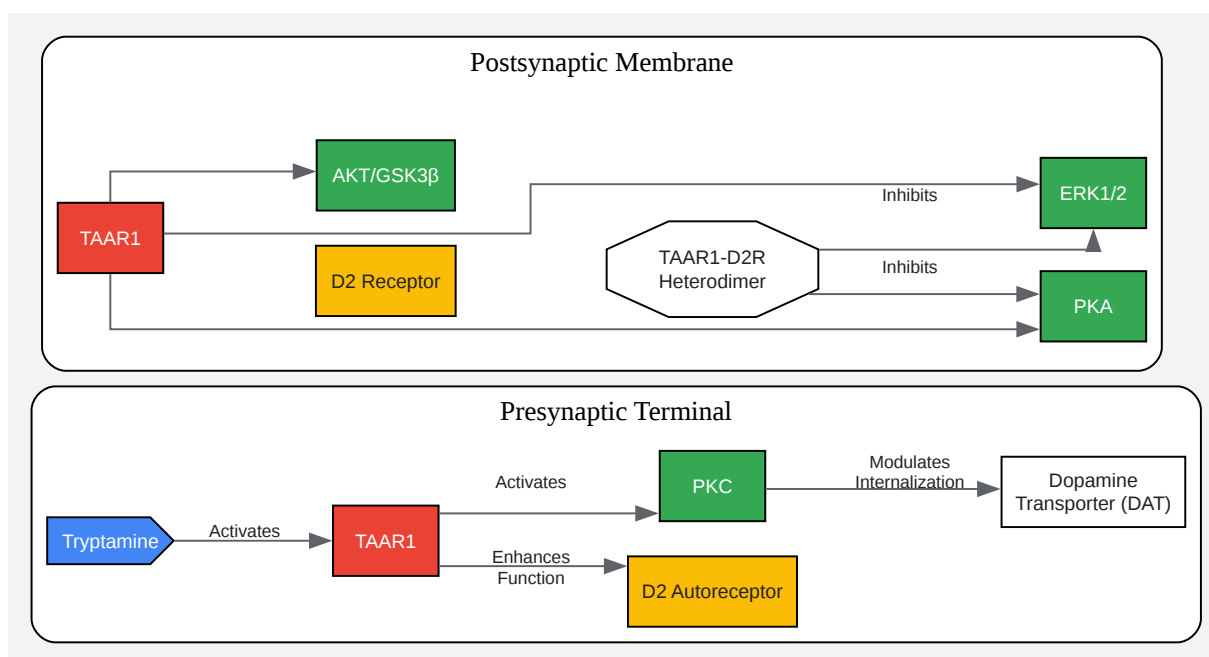 Postsynaptic Membrane
AKT/GSK3β
ERK1/2
Inhibits
TAAR1
TAAR1-D2R
Heterodimer
Inhibits
D2 Receptor
PKA
Presynaptic Terminal
Modulates
Internalization
Activates
PKC
Dopamine
Transporter (DAT)
Tryptamine
Activates
TAAR1
Enhances
Function
D2 Autoreceptor